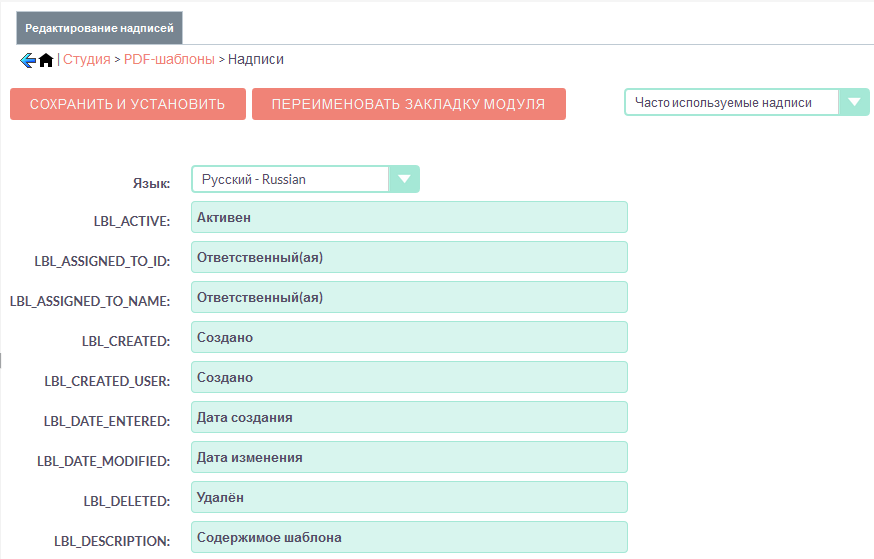 Редактирование надписей
| Студия > PDF-шаблоны > Надписи
СОХРАНИТЬ И УСТАНОВИТЬ ПЕРЕИМЕНОВАТЬ ЗАКЛАДКУ МОДУЛЯ Часто используемые надписи
Язык: Русский - Russian
LBL_ACTIVE: Активен
LBL_ASSIGNED_TO_ID: Ответственный(ая)
LBL_ASSIGNED_TO_NAME: Ответственный(ая)
LBL_CREATED: Создано
LBL_CREATED_USER: Создано
LBL_DATE_ENTERED: Дата создания
LBL_DATE_MODIFIED: Дата изменения
LBL_DELETED: Удалён
LBL_DESCRIPTION: Содержимое шаблона